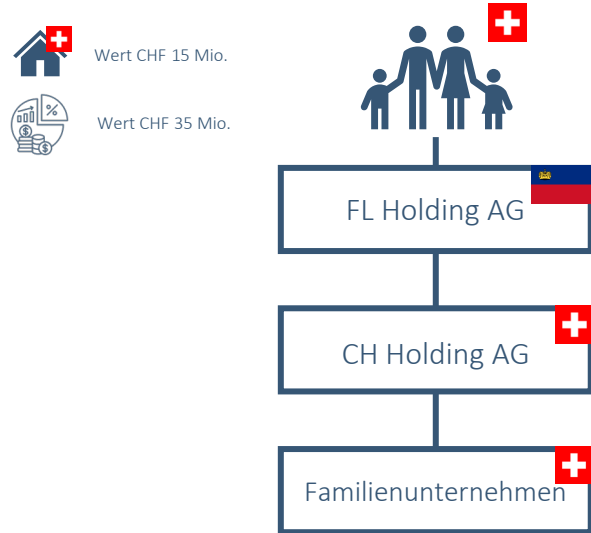 Wert CHF 15 Mio.
%
Wert CHF 35 Mio.
$
$
$
FL Holding AG
CH Holding AG
Familienunternehmen